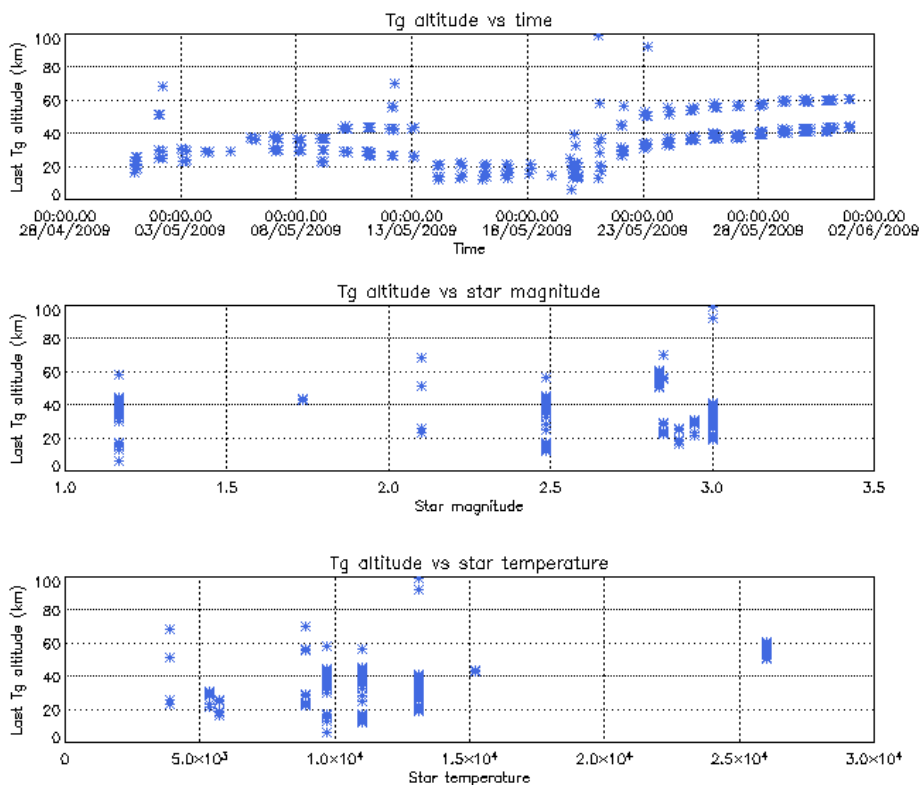 Tg altitude vs time
Last Tg altitude (km)
100
80
60
40
20
0
00:00.00 00:00.00 00:00.00 00:00.00 00:00.00 00:00.00 00:00.00 00:00.00
28/04/2009 03/05/2009 08/05/2009 13/05/2009 18/05/2009 23/05/2009 28/05/2009 02/06/2009
Time
Tg altitude vs star magnitude
Last Tg altitude (km)
100
80
60
40
20
0
1.0 1.5 2.0 2.5 3.0 3.5
Star magnitude
Tg altitude vs star temperature
Last Tg altitude (km)
100
80
60
40
20
0
0 5.0×10³ 1.0×10⁴ 1.5×10⁴ 2.0×10⁴ 2.5×10⁴ 3.0×10⁴
Star temperature